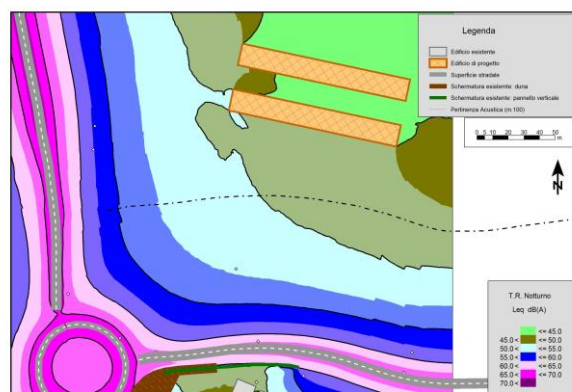 Legenda
Edificio esistente
Edificio di progetto
Superficie stradale
Schermatura esistente: duna
Schermatura esistente: pannello verticale
Pertinenza Acustica (m.100)
0 5 10 20 30 40 50
m.
N
T.R. Notturno
Leq dB(A)
<= 45.0
45.0 < <= 50.0
50.0 < <= 55.0
55.0 < <= 60.0
60.0 < <= 65.0
65.0 < <= 70.0
70.0 <